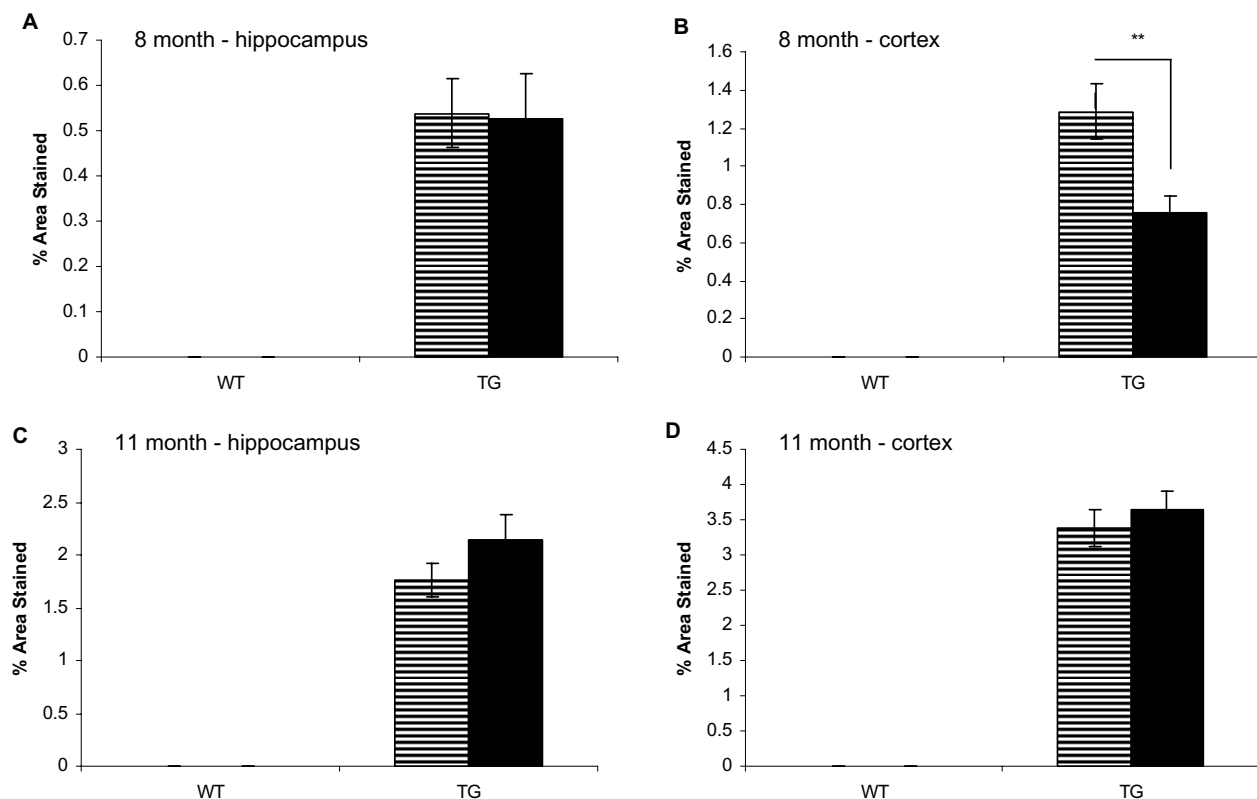 A
8 month - hippocampus
% Area Stained
0.7
0.6
0.5
0.4
0.3
0.2
0.1
0
WT
TG
B
8 month - cortex
**
% Area Stained
1.6
1.4
1.2
1
0.8
0.6
0.4
0.2
0
WT
TG
C
11 month - hippocampus
% Area Stained
3
2.5
2
1.5
1
0.5
0
WT
TG
D
11 month - cortex
% Area Stained
4.5
4
3.5
3
2.5
2
1.5
1
0.5
0
WT
TG